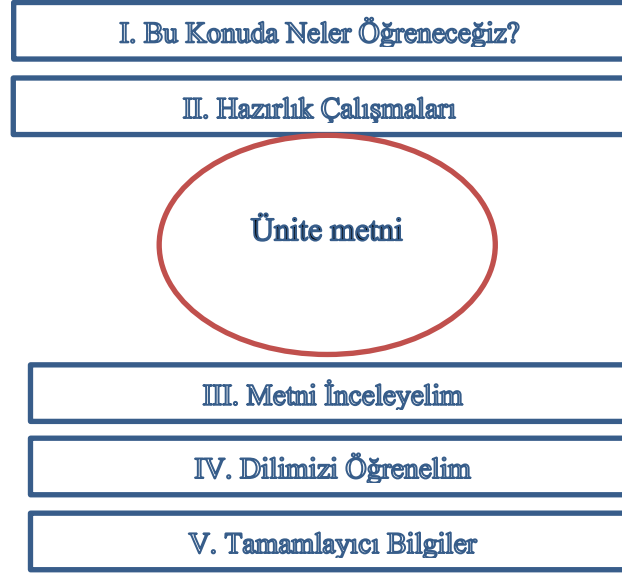 I. Bu Konuda Neler Öğreneceğiz?
II. Hazırlık Çalışmaları
Ünite metni
III. Metni İnceleyelim
IV. Dilimizi Öğrenelim
V. Tamamlayıcı Bilgiler